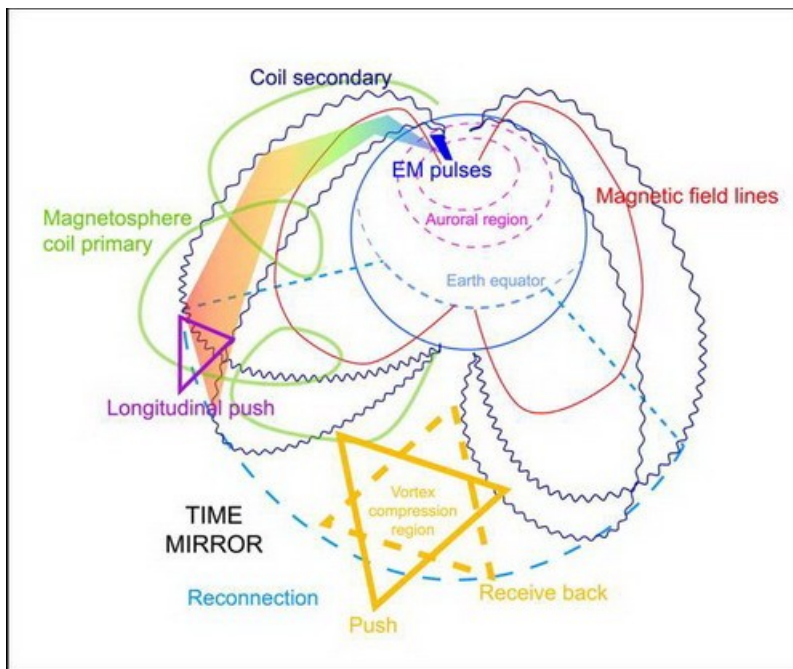 Coil secondary
EM pulses
Magnetic field lines
Magnetosphere
coil primary
Auroral region
Earth equator
Longitudinal push
Vortex
compression
region
TIME
MIRROR
Reconnection
Receive back
Push